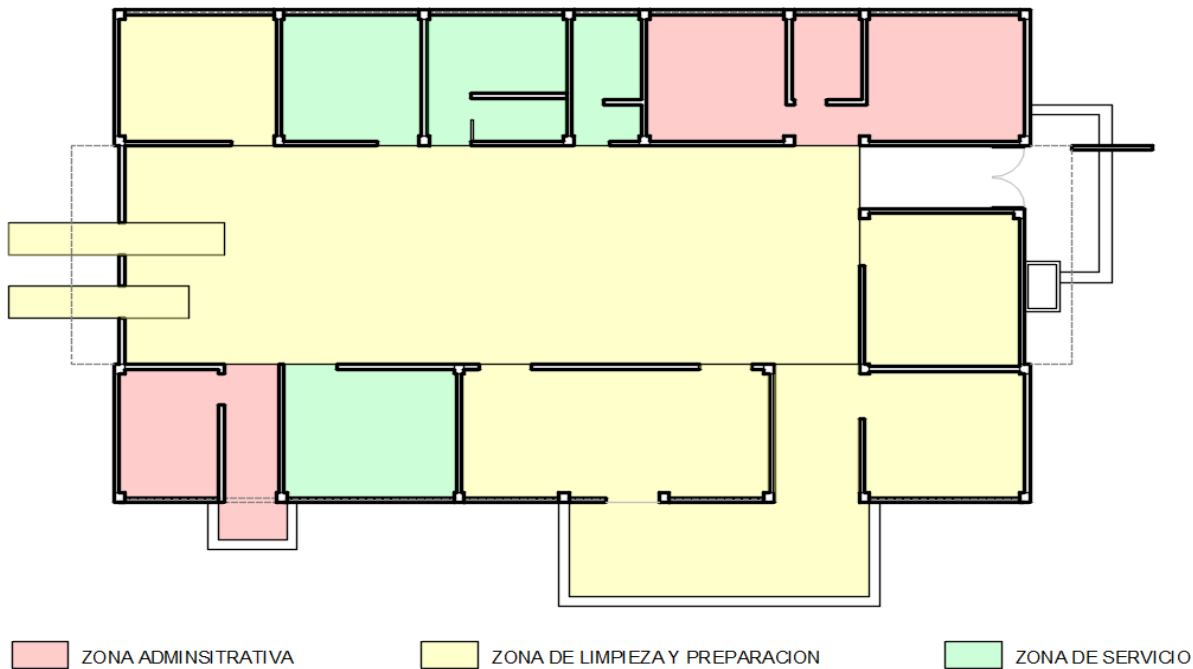 ZONA ADMINSITRATIVA
ZONA DE LIMPIEZA Y PREPARACION
ZONA DE SERVICIO